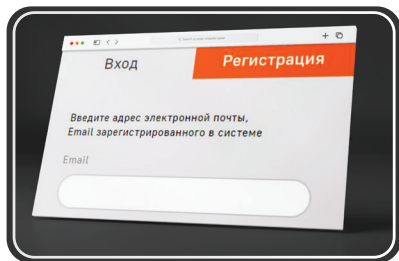 Вход
Регистрация
Введите адрес электронной почты,
Email зарегистрированного в системе
Email